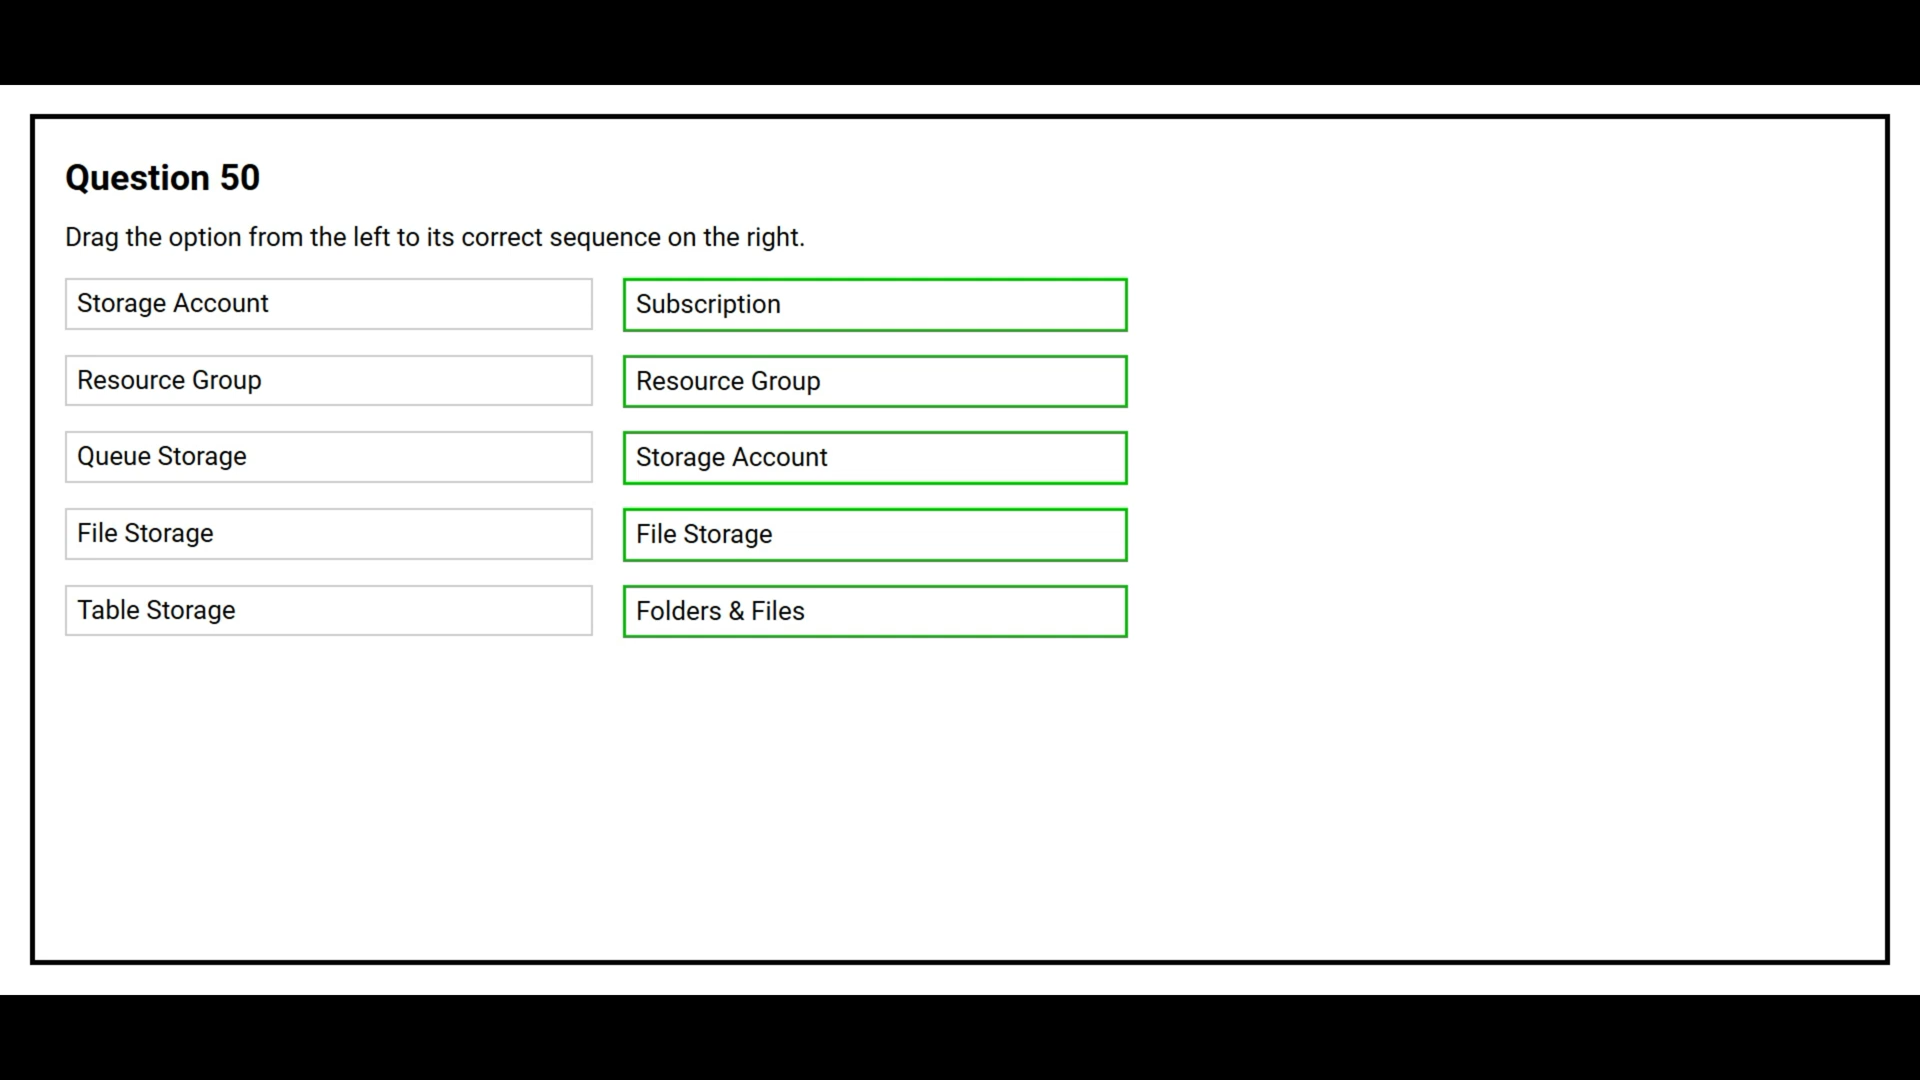 Question 50
Drag the option from the left to its correct sequence on the right.
Storage Account
Subscription
Resource Group
Resource Group
Queue Storage
Storage Account
File Storage
File Storage
Table Storage
Folders & Files